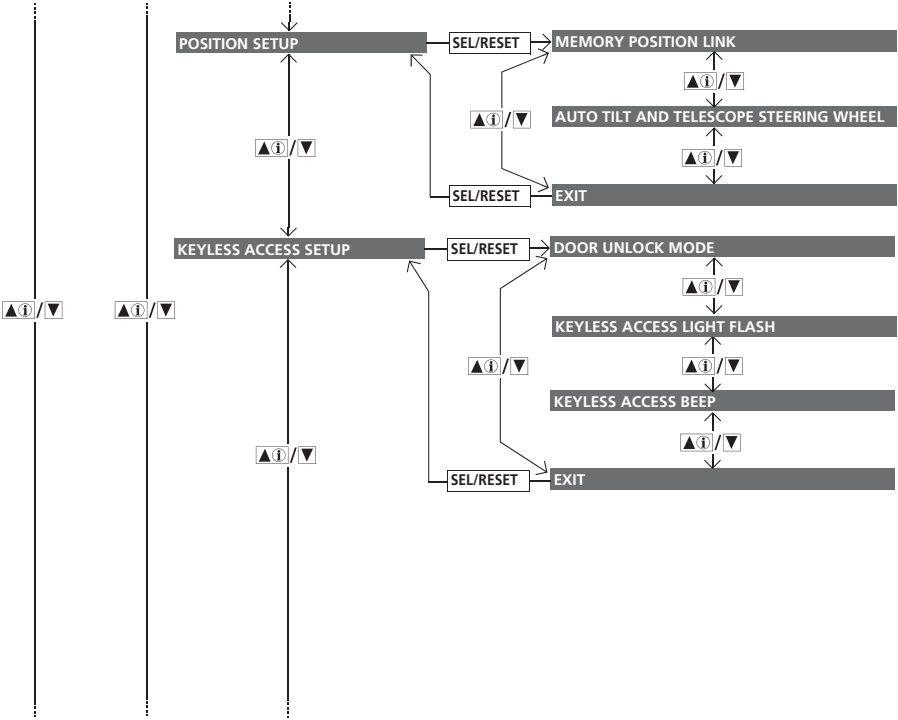 POSITION SETUP
SEL/RESET
MEMORY POSITION LINK
▲ⓘ/▼
▲ⓘ/▼
AUTO TILT AND TELESCOPE STEERING WHEEL
▲ⓘ/▼
▲ⓘ/▼
SEL/RESET
EXIT
KEYLESS ACCESS SETUP
SEL/RESET
DOOR UNLOCK MODE
▲ⓘ/▼
▲ⓘ/▼
▲ⓘ/▼
KEYLESS ACCESS LIGHT FLASH
▲ⓘ/▼
▲ⓘ/▼
KEYLESS ACCESS BEEP
▲ⓘ/▼
▲ⓘ/▼
SEL/RESET
EXIT